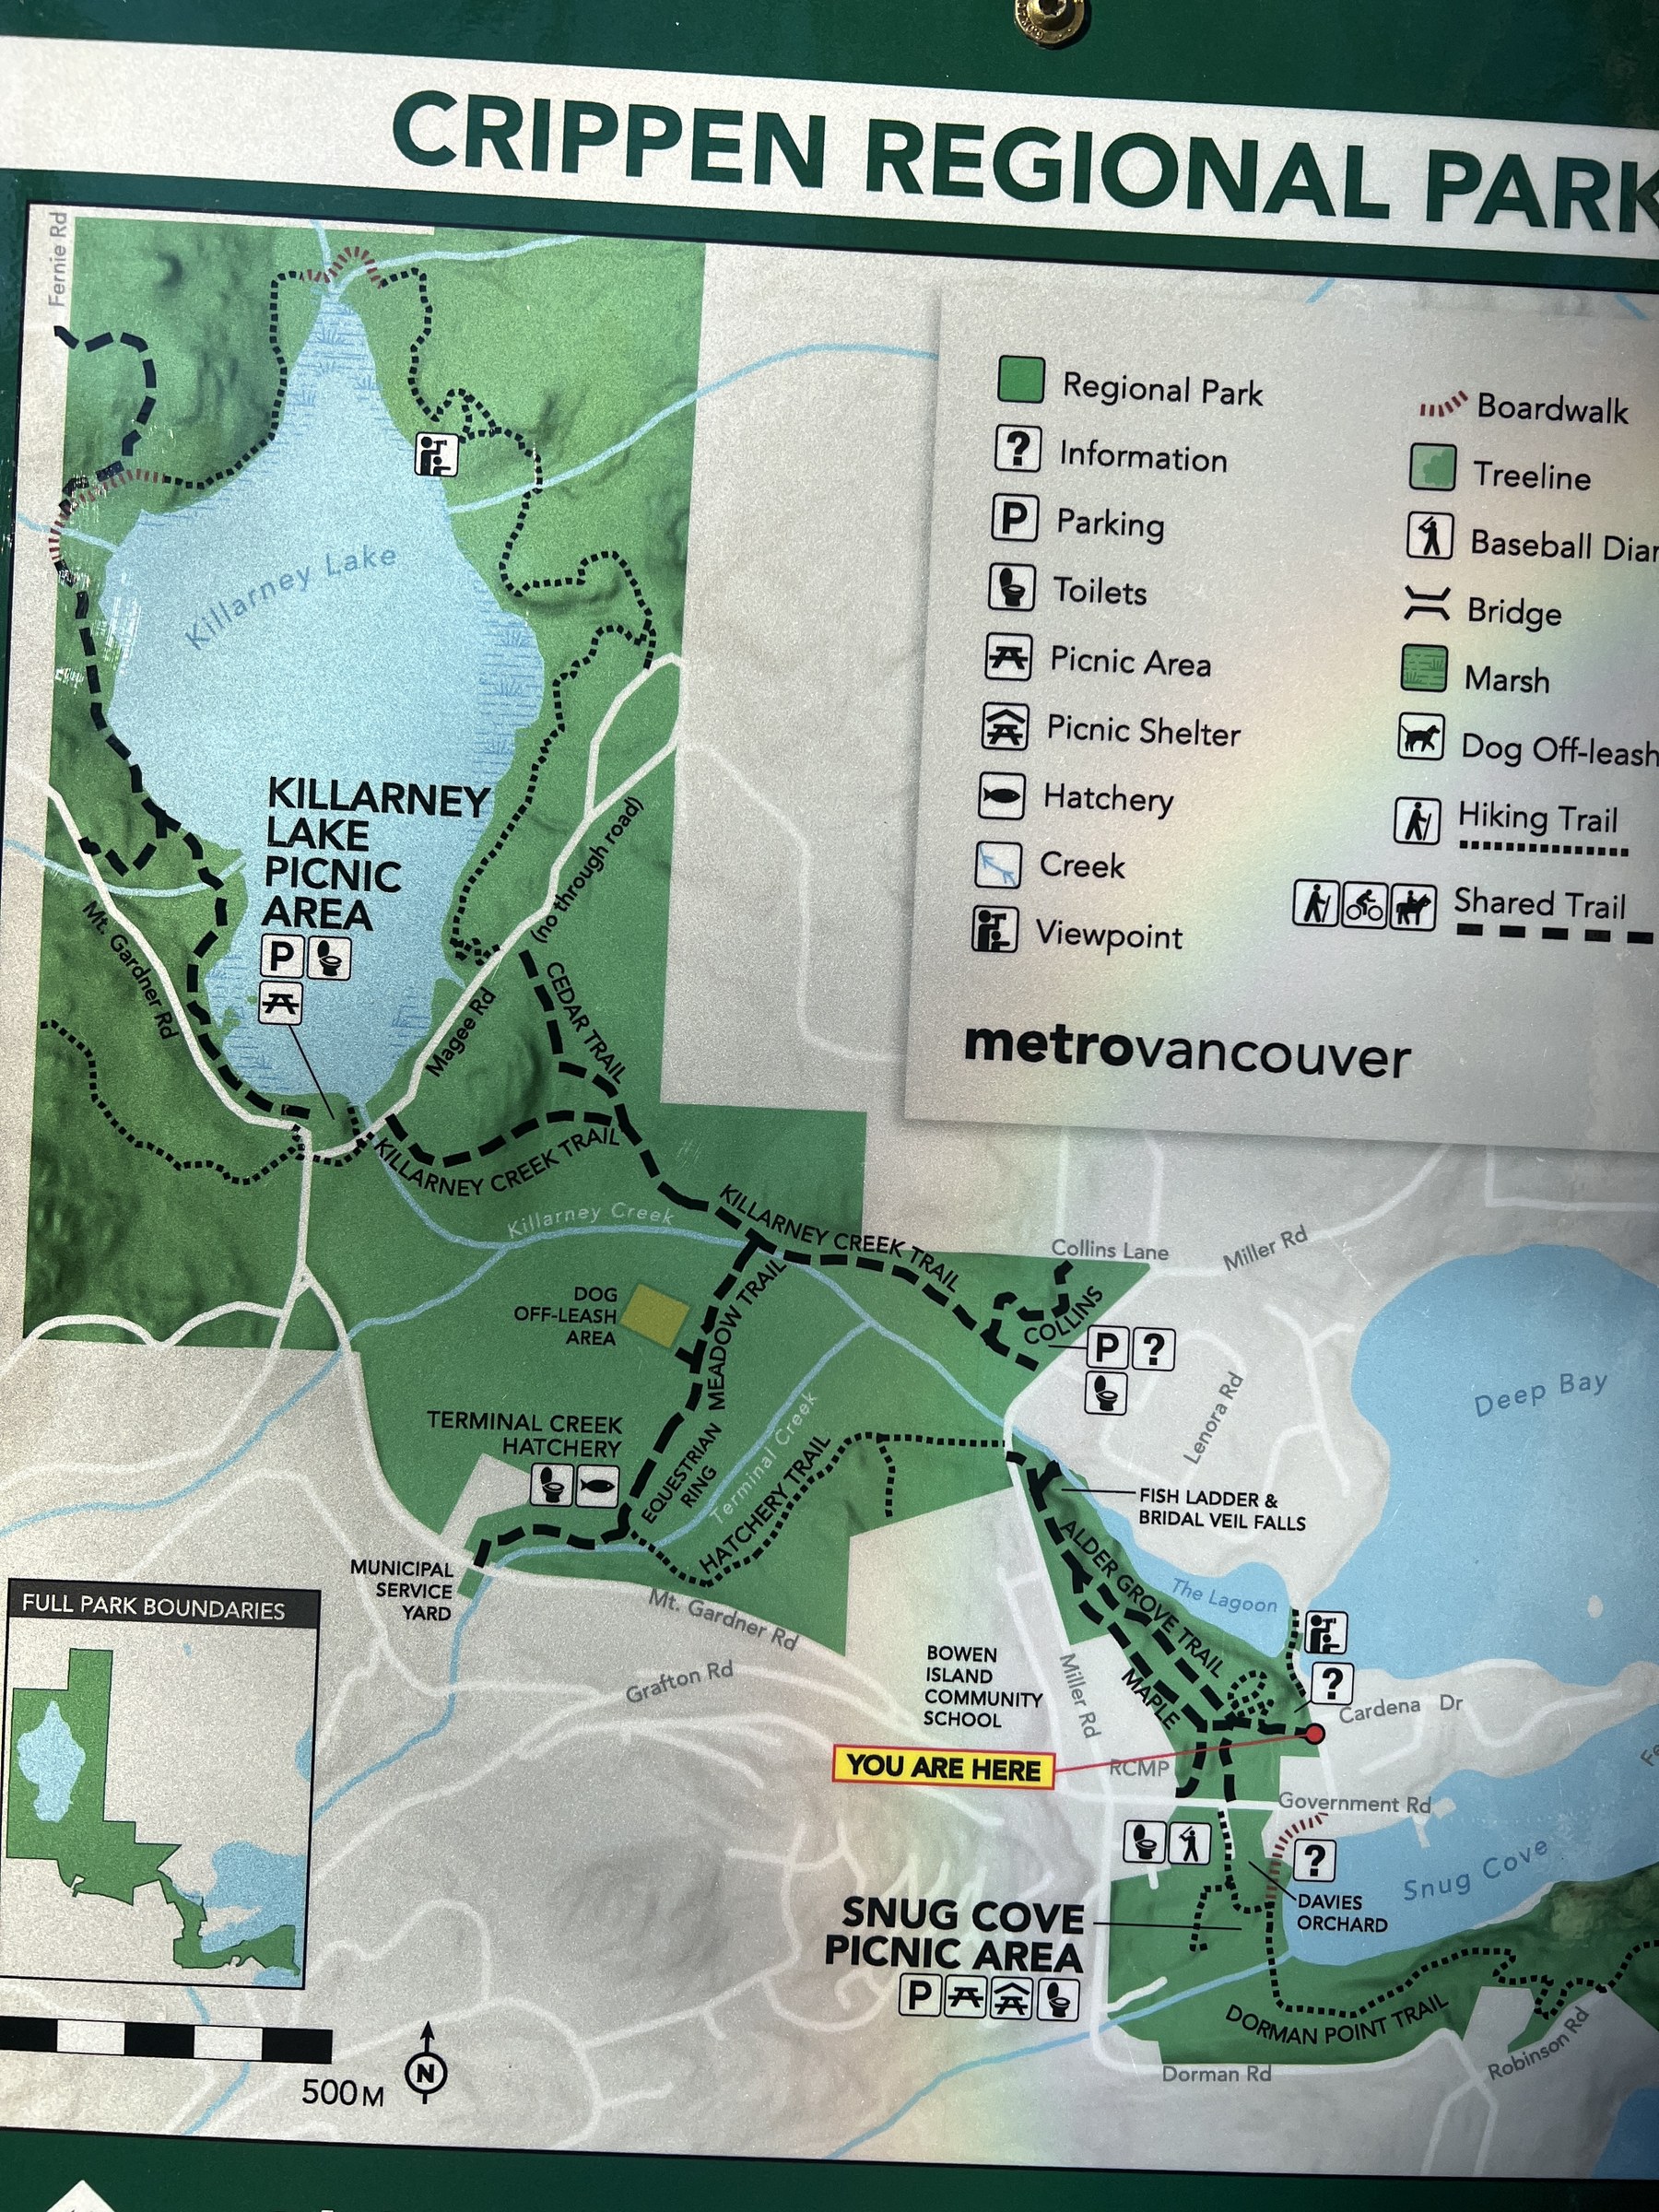 CRIPPEN REGIONAL PARK
Fernie Rd
Killarney Lake
KILLARNEY
LAKE
PICNIC
AREA
P
Mt. Gardner Rd
Magee Rd
(no through road)
CEDAR TRAIL
KILLARNEY CREEK TRAIL
Killarney Creek
KILLARNEY CREEK TRAIL
Regional Park
? Information
P Parking
Toilets
Picnic Area
Picnic Shelter
Hatchery
Creek
Viewpoint
Boardwalk
Treeline
Baseball Diam
Bridge
Marsh
Dog Off-leash
Hiking Trail
Shared Trail
metrovancouver
Collins Lane
Miller Rd
COLLINS
P ?
DOG
OFF-LEASH
AREA
MEADOW TRAIL
TERMINAL CREEK
HATCHERY
EQUESTRIAN
RING
Terminal Creek
HATCHERY TRAIL
Lenora Rd
Deep Bay
FISH LADDER &
BRIDAL VEIL FALLS
ALDER GROVE TRAIL
The Lagoon
MAPLE
MUNICIPAL
SERVICE
YARD
Mt. Gardner Rd
Grafton Rd
BOWEN
ISLAND
COMMUNITY
SCHOOL
Miller Rd
?
Cardena Dr
YOU ARE HERE
RCMP
Government Rd
Fe
?
Snug Cove
DAVIES
ORCHARD
SNUG COVE
PICNIC AREA
P
DORMAN POINT TRAIL
Dorman Rd
Robinson Rd
FULL PARK BOUNDARIES
500M
N